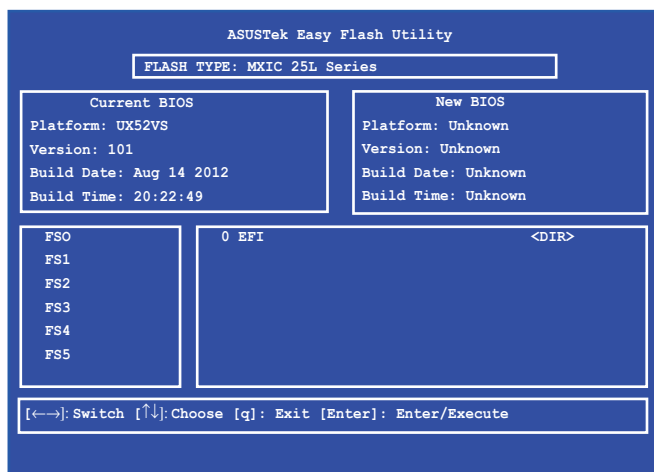 ASUSTek Easy Flash Utility
FLASH TYPE: MXIC 25L Series
Current BIOS
Platform: UX52VS
Version: 101
Build Date: Aug 14 2012
Build Time: 20:22:49
New BIOS
Platform: Unknown
Version: Unknown
Build Date: Unknown
Build Time: Unknown
FSO
FS1
FS2
FS3
FS4
FS5
0 EFI <DIR>
[←→]: Switch [↑↓]: Choose [q]: Exit [Enter]: Enter/Execute